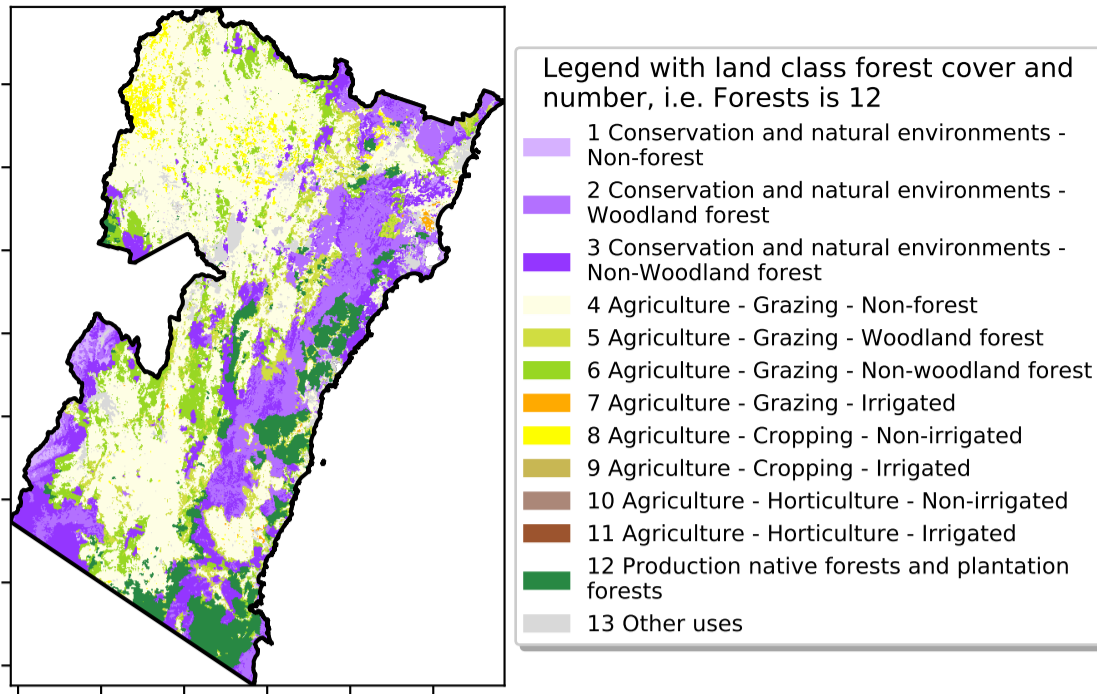 Legend with land class forest cover and
number, i.e. Forests is 12
1 Conservation and natural environments -
Non-forest
2 Conservation and natural environments -
Woodland forest
3 Conservation and natural environments -
Non-Woodland forest
4 Agriculture - Grazing - Non-forest
5 Agriculture - Grazing - Woodland forest
6 Agriculture - Grazing - Non-woodland forest
7 Agriculture - Grazing - Irrigated
8 Agriculture - Cropping - Non-irrigated
9 Agriculture - Cropping - Irrigated
10 Agriculture - Horticulture - Non-irrigated
11 Agriculture - Horticulture - Irrigated
12 Production native forests and plantation
forests
13 Other uses